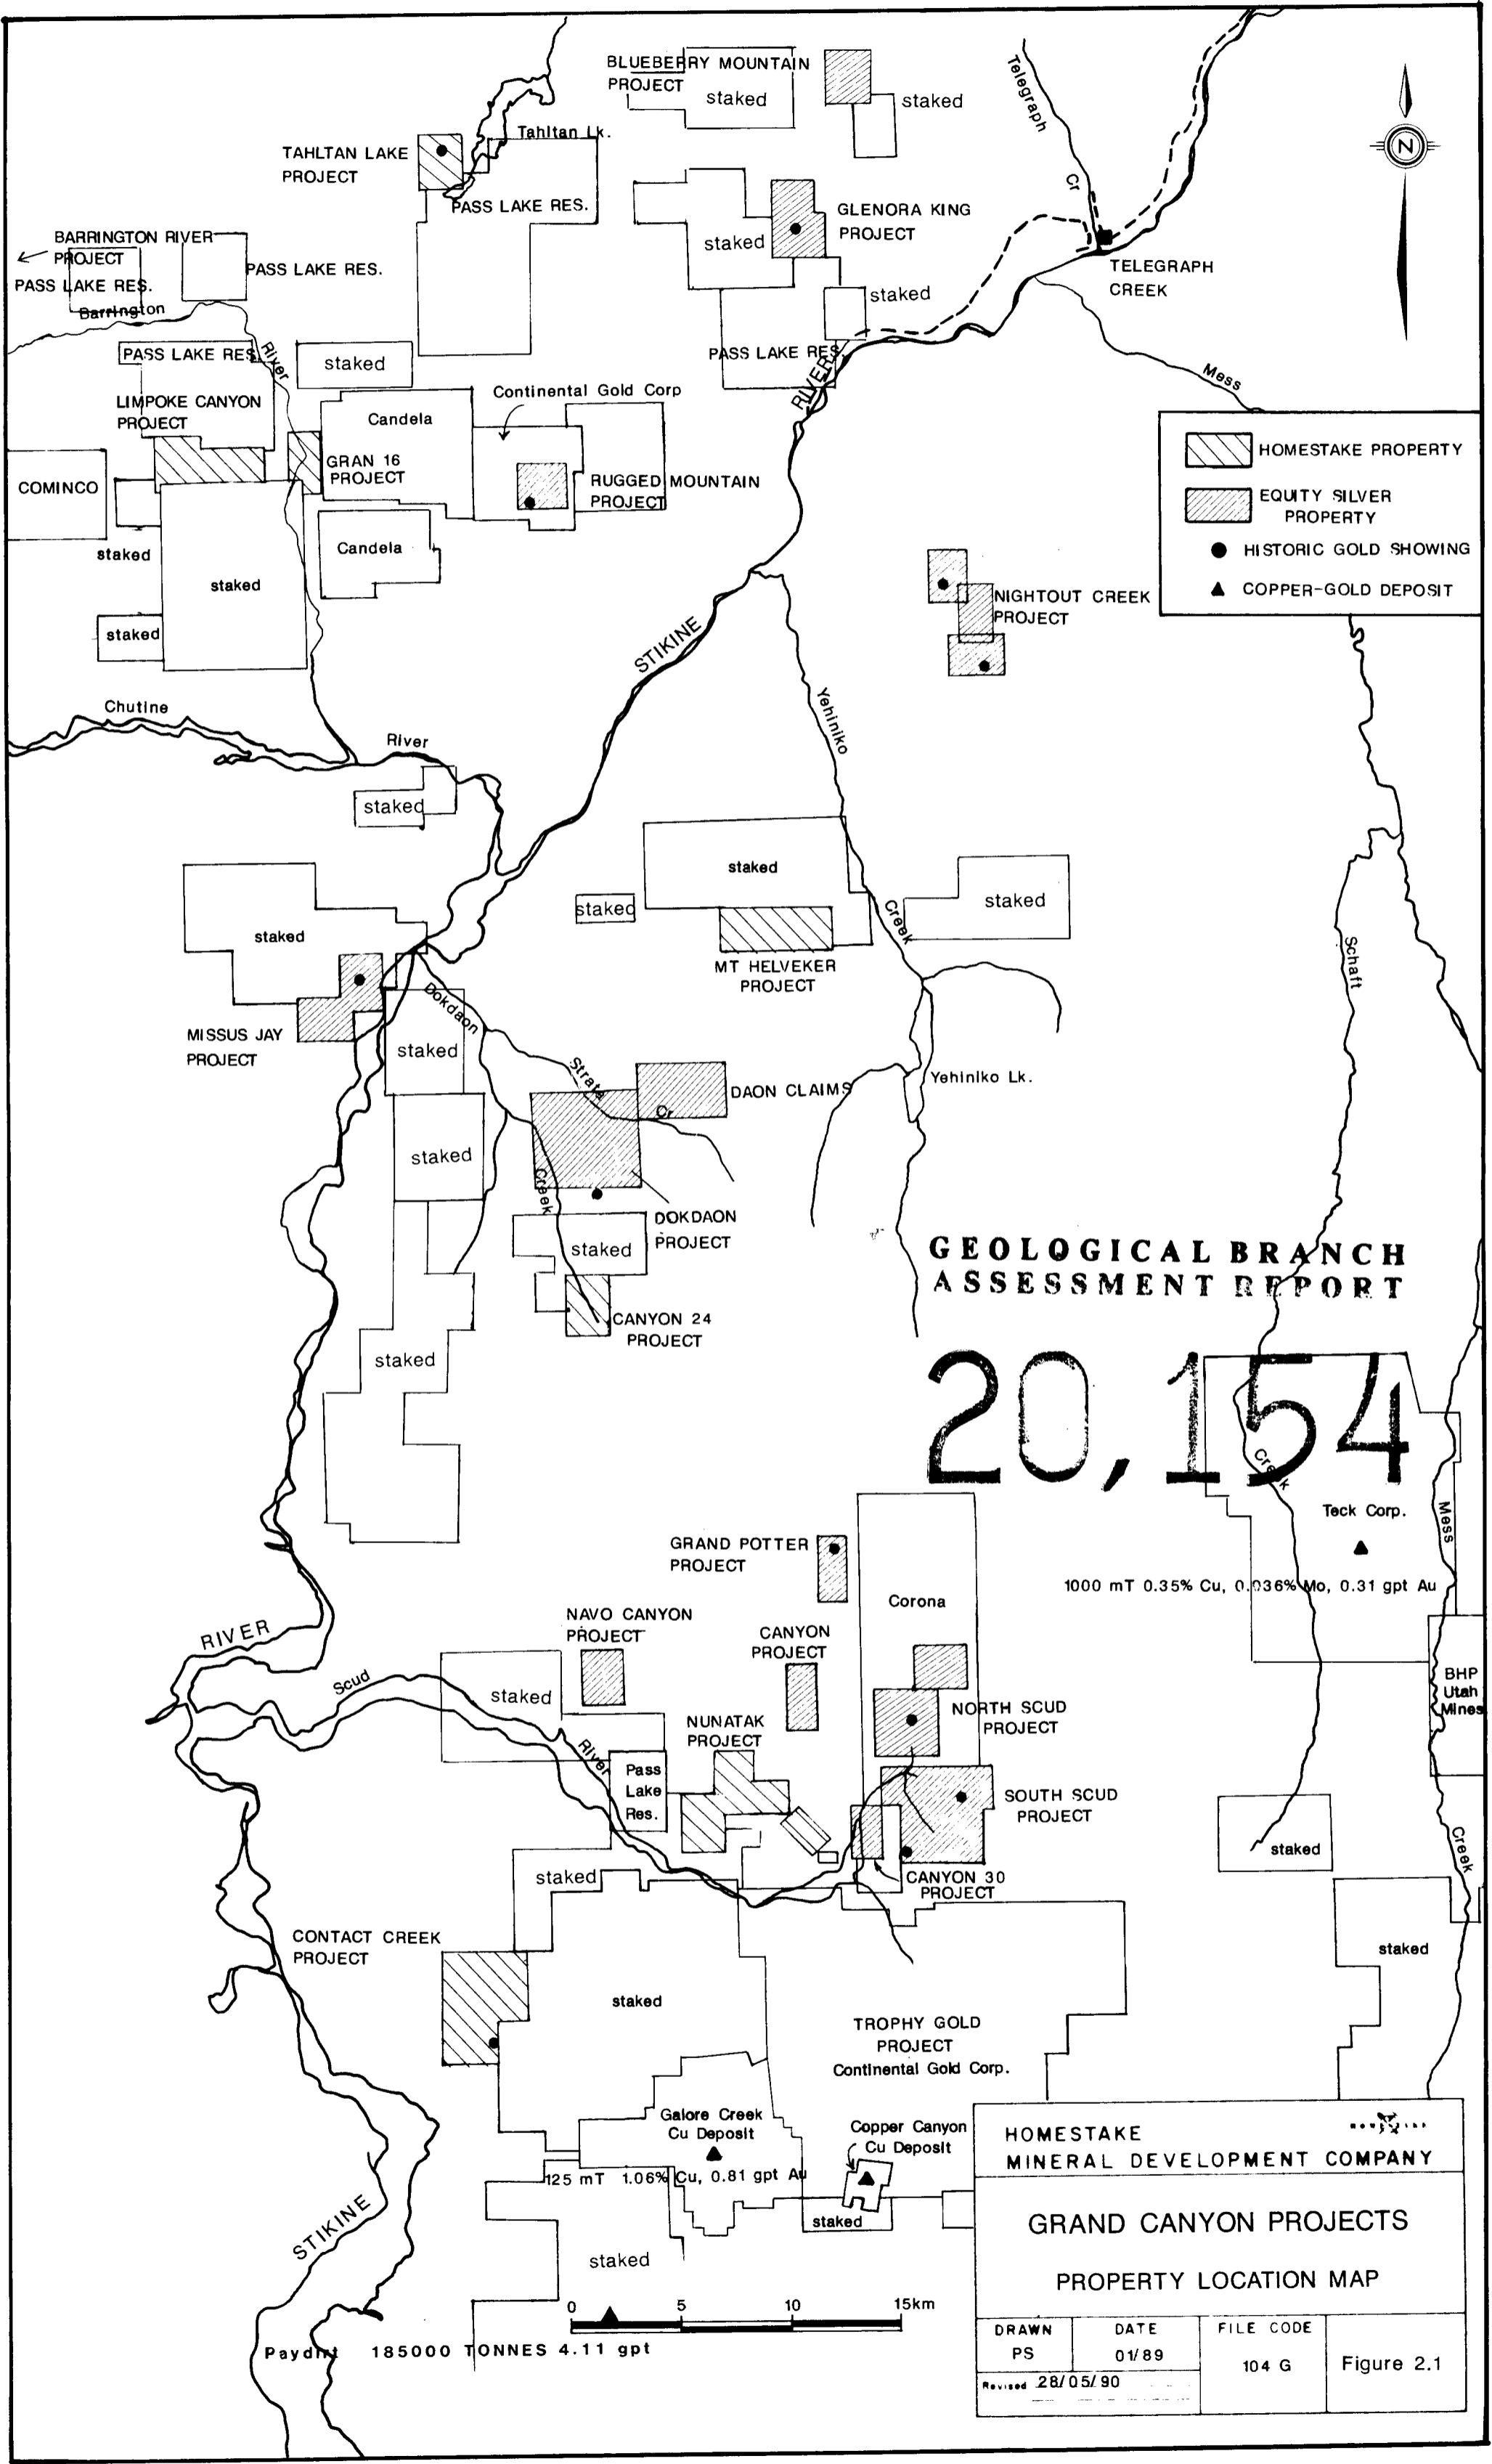 BLUEBERRY MOUNTAIN
PROJECT
staked
staked
Telegraph
Cr
Tahltan Lk.
TAHLTAN LAKE
PROJECT
PASS LAKE RES.
GLENORA KING
PROJECT
staked
N
BARRINGTON RIVER
PROJECT
PASS LAKE RES.
PASS LAKE RES.
Barrington
River
TELEGRAPH
CREEK
staked
PASS LAKE RES.
PASS LAKE RES.
staked
Mess
Continental Gold Corp
LIMPOKE CANYON
PROJECT
Candela
RIVER
HOMESTAKE PROPERTY
EQUITY SILVER
PROPERTY
HISTORIC GOLD SHOWING
COPPER-GOLD DEPOSIT
GRAN 16
PROJECT
COMINCO
RUGGED MOUNTAIN
PROJECT
staked
Candela
staked
staked
NIGHTOUT CREEK
PROJECT
STIKINE
Chutine
River
Yehiniko
Creek
staked
staked
staked
staked
staked
MT HELVEKER
PROJECT
Schaft
MISSUS JAY
PROJECT
Dokdaon
staked
Strata
Cr
DAON CLAIMS
Yehiniko Lk.
staked
Creek
DOKDAON
PROJECT
staked
CANYON 24
PROJECT
staked
GEOLOGICAL BRANCH
ASSESSMENT REPORT
20,154
Creek
Teck Corp.
Mess
1000 mT 0.35% Cu, 0.036% Mo, 0.31 gpt Au
GRAND POTTER
PROJECT
Corona
NAVO CANYON
PROJECT
CANYON
PROJECT
RIVER
Scud
staked
BHP
Utah
Mines
NORTH SCUD
PROJECT
NUNATAK
PROJECT
River
Pass
Lake
Res.
SOUTH SCUD
PROJECT
staked
Creek
staked
CANYON 30
PROJECT
CONTACT CREEK
PROJECT
staked
staked
TROPHY GOLD
PROJECT
Continental Gold Corp.
Galore Creek
Cu Deposit
125 mT 1.06% Cu, 0.81 gpt Au
Copper Canyon
Cu Deposit
staked
staked
STIKINE
0 5 10 15km
Paydirt 185000 TONNES 4.11 gpt
HOMESTAKE
MINERAL DEVELOPMENT COMPANY
GRAND CANYON PROJECTS
PROPERTY LOCATION MAP
DRAWN
PS
DATE
01/89
FILE CODE
104 G
Figure 2.1
Revised 28/05/90